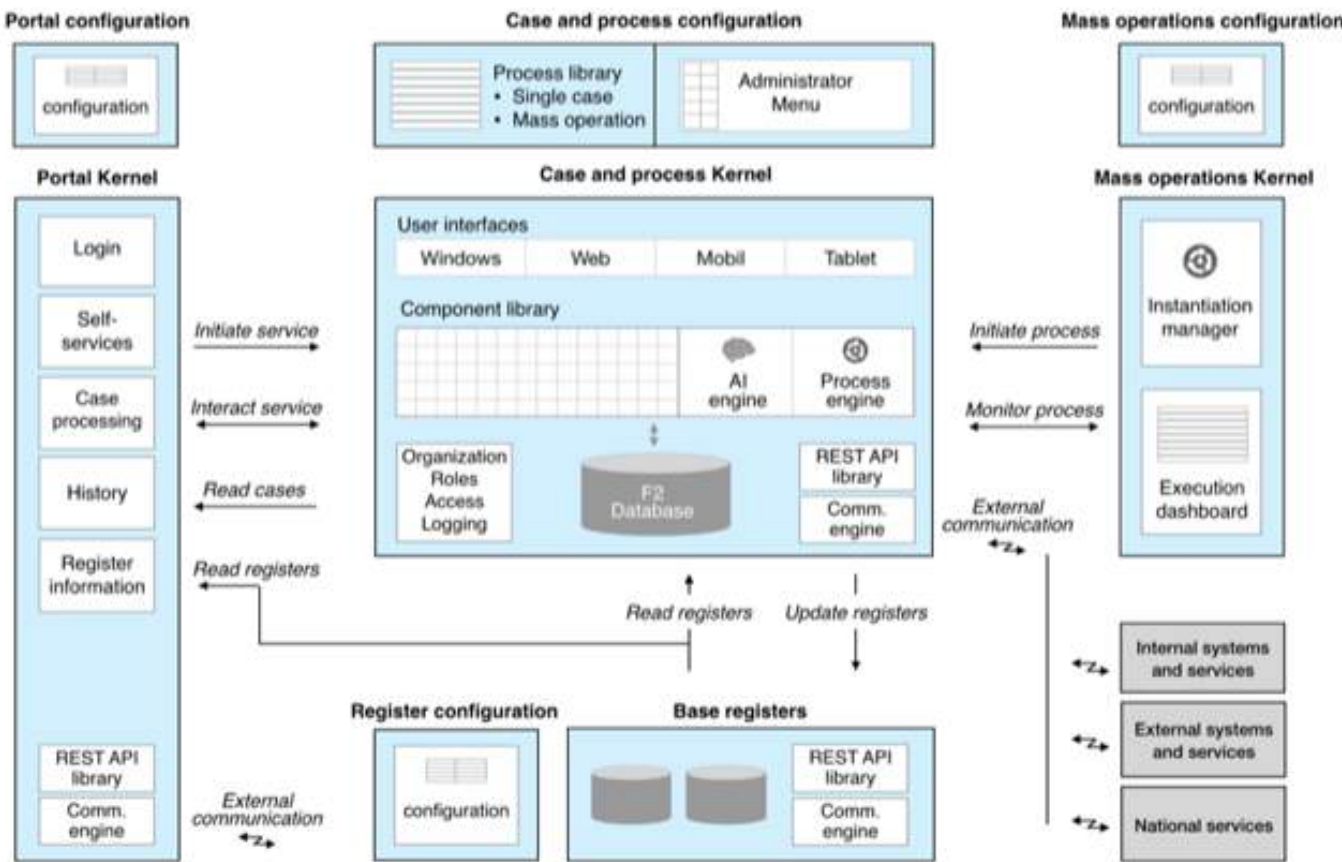 Portal configuration
configuration
Case and process configuration
Process library
• Single case
• Mass operation
Administrator
Menu
Mass operations configuration
configuration
Portal Kernel
Login
Self-
services
Case
processing
History
Register
information
REST API
library
Comm.
engine
Initiate service
Interact service
Read cases
Read registers
External
communication
Case and process Kernel
User interfaces
Windows
Web
Mobil
Tablet
Component library
AI
engine
Process
engine
Organization
Roles
Access
Logging
F2
Database
REST API
library
Comm.
engine
Initiate process
Monitor process
External
communication
Mass operations Kernel
Instantiation
manager
Execution
dashboard
Read registers
Update registers
Register configuration
configuration
Base registers
REST API
library
Comm.
engine
Internal systems
and services
External systems
and services
National services